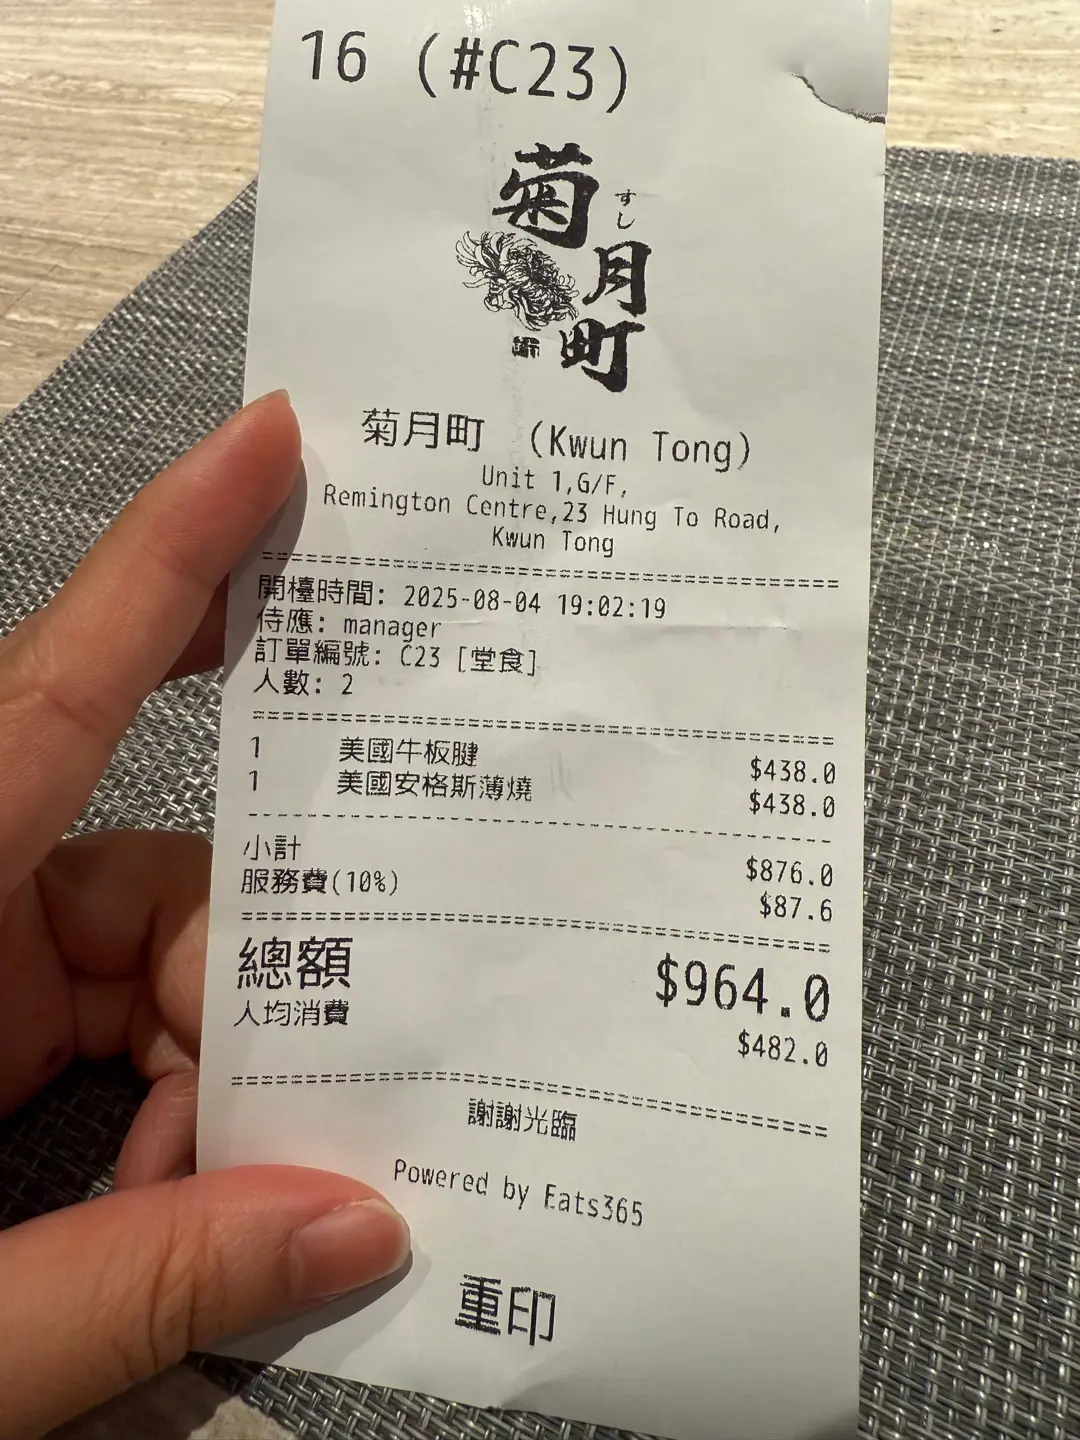 16 (#C23)
菊月町
すし
菊月町 (Kwun Tong)
Unit 1,G/F,
Remington Centre,23 Hung To Road,
Kwun Tong
開檯時間: 2025-08-04 19:02:19
侍應: manager
訂單編號: C23 [堂食]
人數: 2
1 美國牛板腱 $438.0
1 美國安格斯薄燒 $438.0
小計 $876.0
服務費(10%) $87.6
總額 $964.0
人均消費 $482.0
謝謝光臨
Powered by Eats365
重印